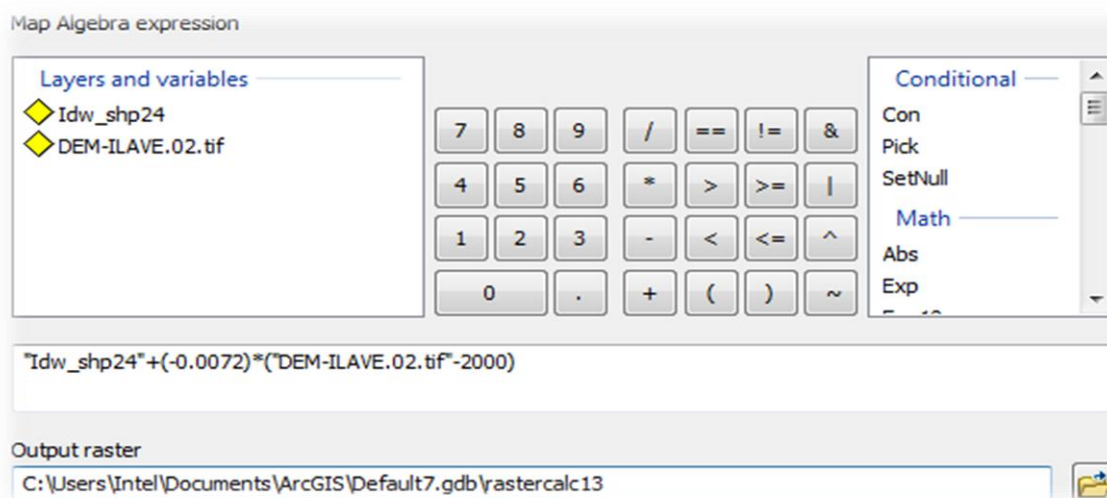 Map Algebra expression
Layers and variables
Idw_shp24
DEM-ILAVE.02.tif
7 8 9 / == != &
4 5 6 * > >= |
1 2 3 - < <= ^
0 . + ( ) ~
Conditional
Con
Pick
SetNull
Math
Abs
Exp
"Idw_shp24"+(-0.0072)*("DEM-ILAVE.02.tif"-2000)
Output raster
C:\Users\Intel\Documents\ArcGIS\Default7.gdb\rastercalc13